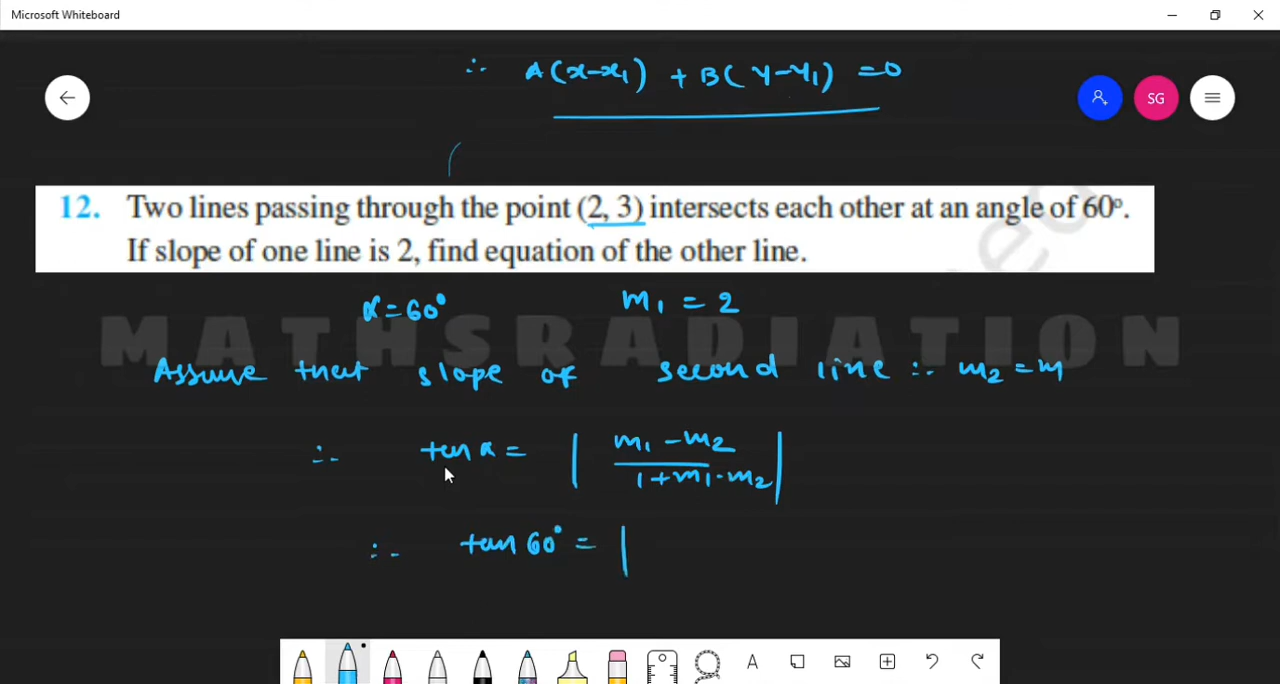 Microsoft Whiteboard
∴ A(x-x₁) + B(y-y₁) = 0
SG
12. Two lines passing through the point (2, 3) intersects each other at an angle of 60°.
If slope of one line is 2, find equation of the other line.
α = 60° m₁ = 2
MATHSRADIATION
Assume that slope of second line ∴ m₂ = m
∴ tan α = | m₁ - m₂ / 1 + m₁·m₂ |
∴ tan 60° = |